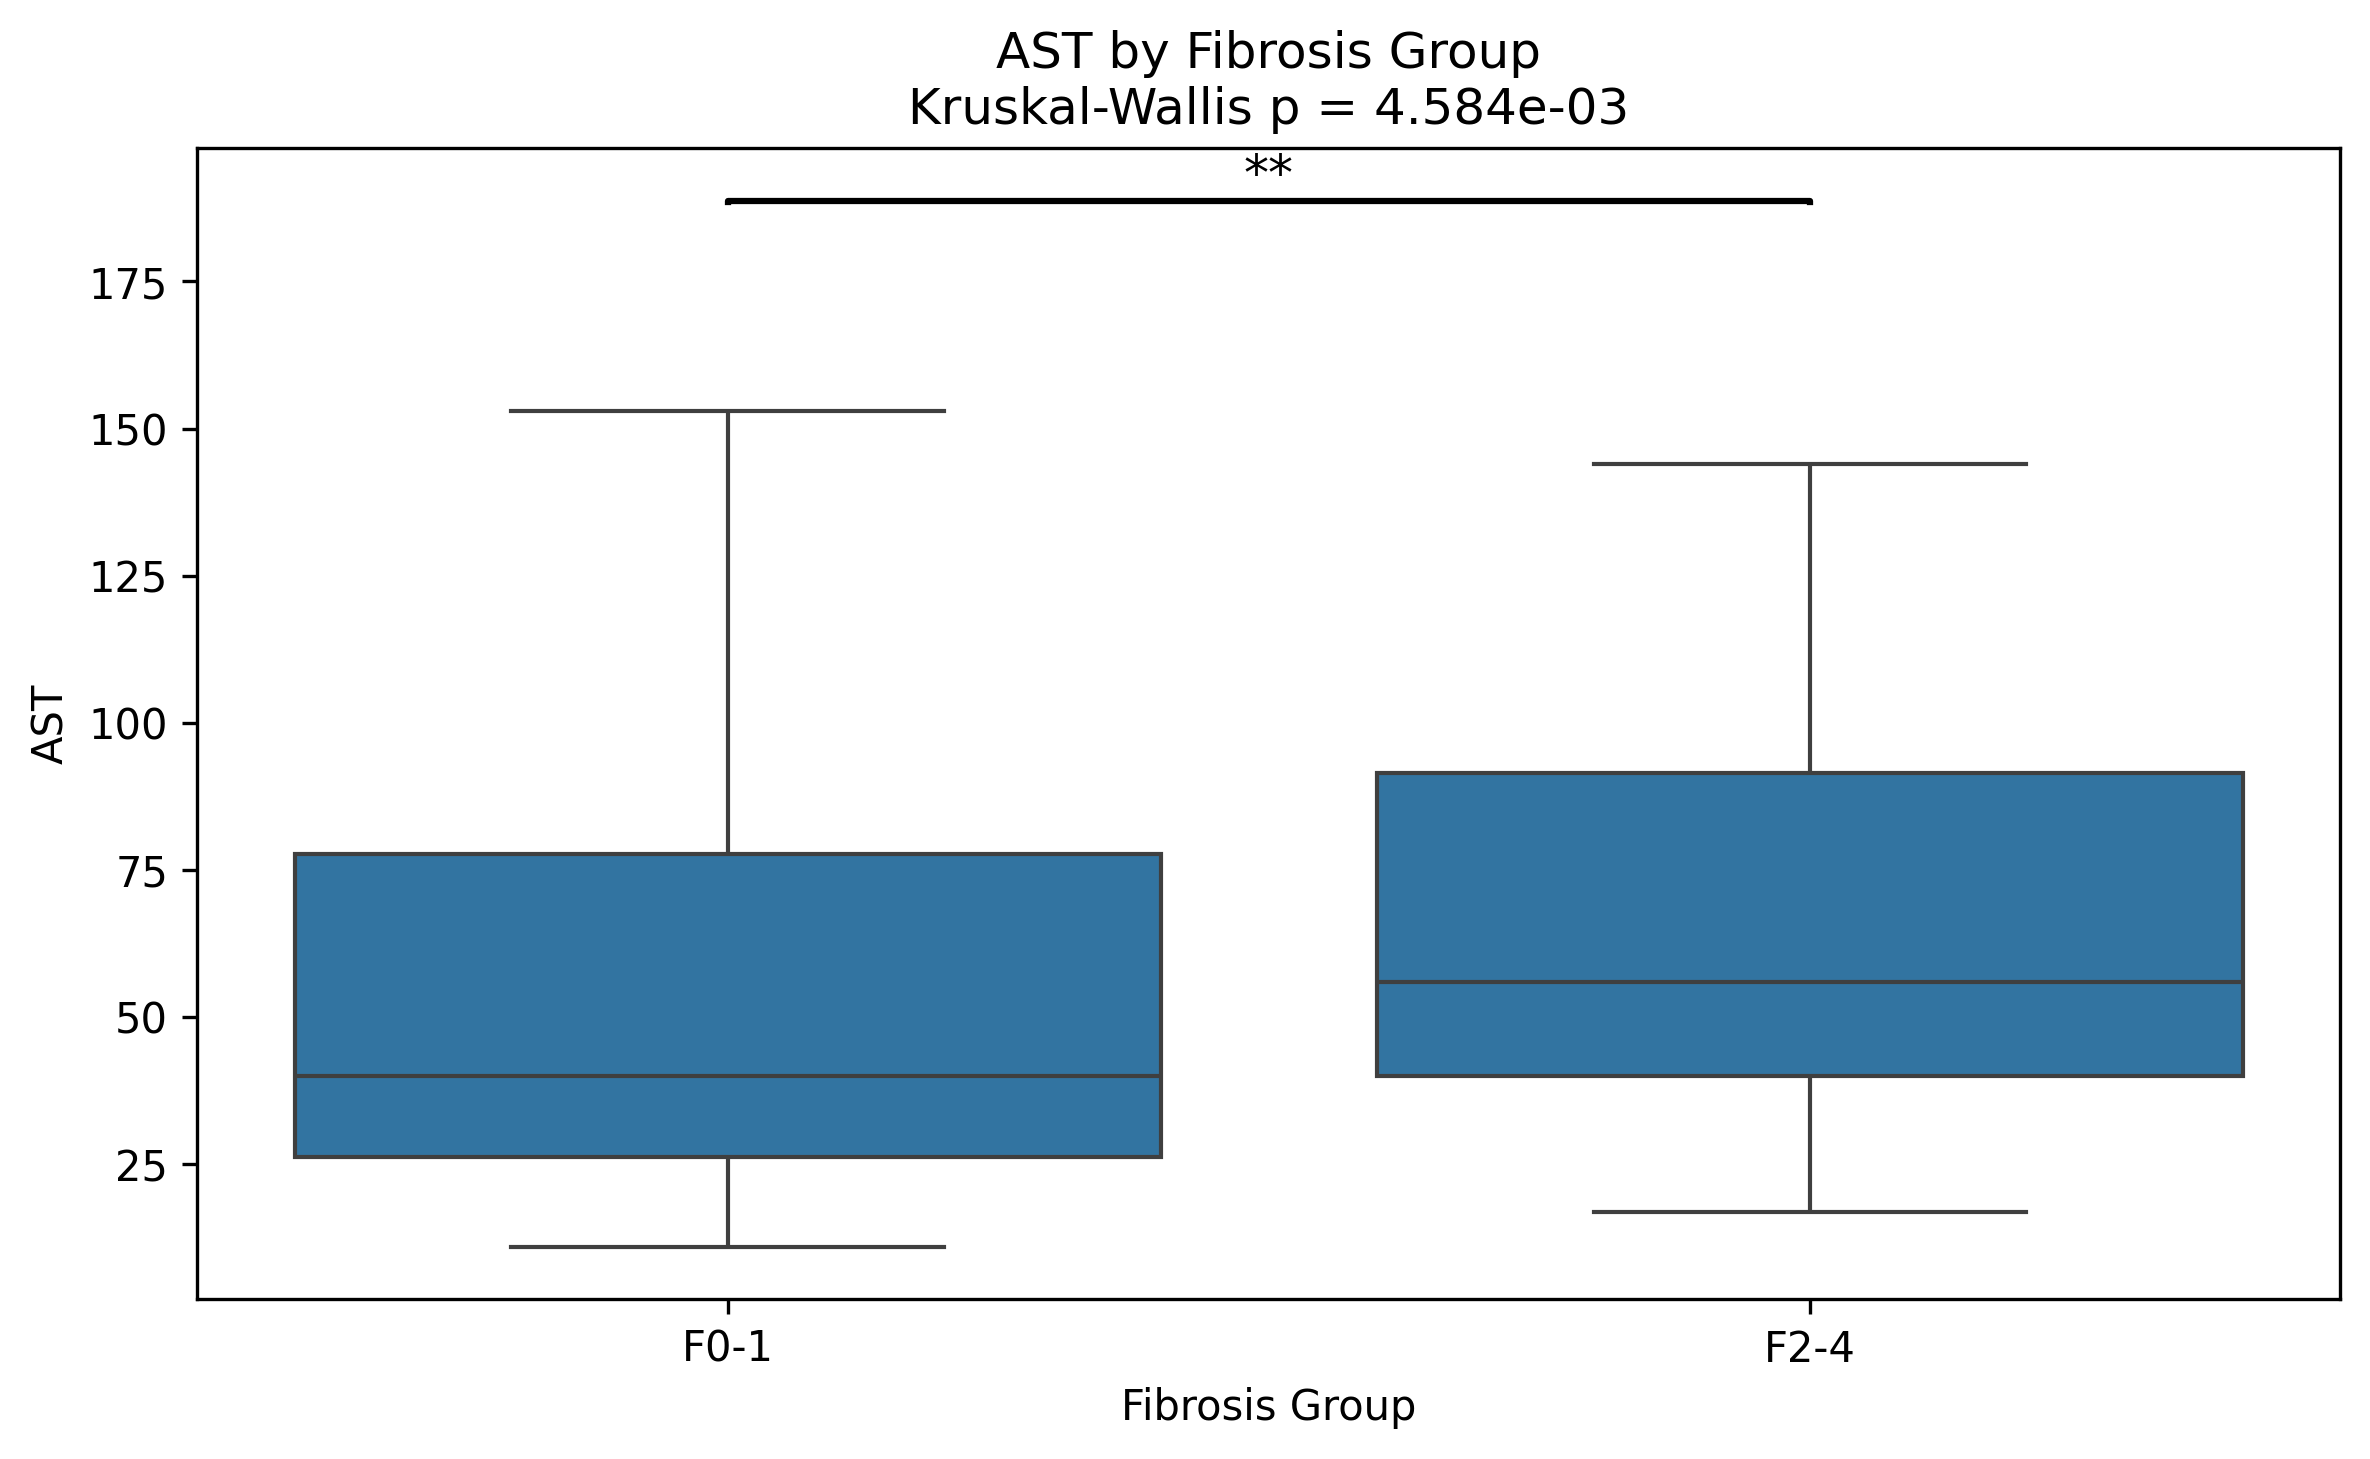 AST by Fibrosis Group
Kruskal-Wallis p = 4.584e-03
**
175
150
125
100
75
50
25
AST
F0-1
F2-4
Fibrosis Group